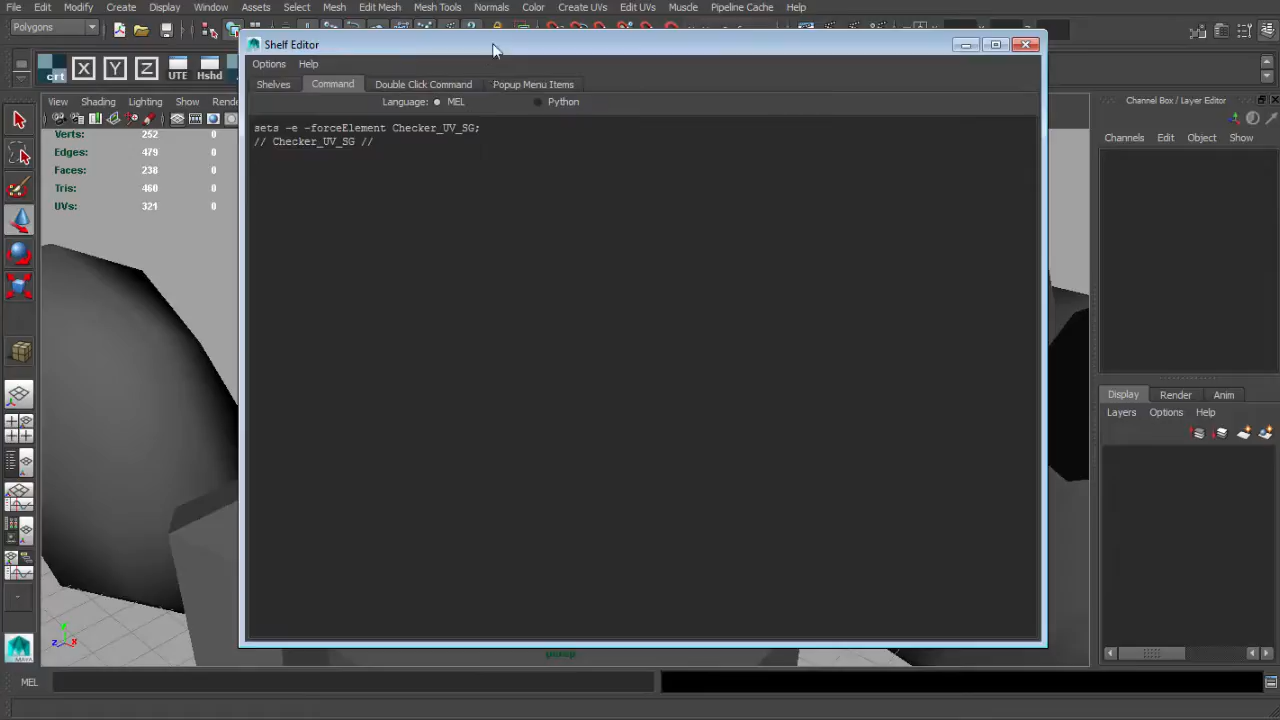 File Edit Modify Create Display Window Assets Select Mesh Edit Mesh Mesh Tools Normals Color Create UVs Edit UVs Muscle Pipeline Cache Help
Polygons
Shelf Editor
Options Help
Shelves Command Double Click Command Popup Menu Items
Language: MEL Python
sets -e -forceElement Checker_UV_SG;
// Checker_UV_SG //
crt X Y Z UTE Hshd
View Shading Lighting Show Rende
Verts: 252 0
Edges: 479 0
Faces: 238 0
Tris: 460 0
UVs: 321 0
Channel Box / Layer Editor
Channels Edit Object Show
Display Render Anim
Layers Options Help
persp
MEL